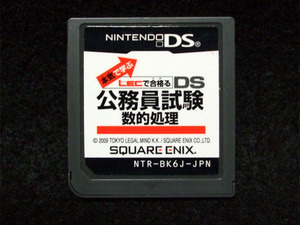 NINTENDO DS®
本気で学ぶ
LECで合格る DS
公務員試験
数的処理
© 2009 TOKYO LEGAL MIND K.K. / SQUARE ENIX CO., LTD.
SQUARE ENIX.
NTR-BK6J-JPN